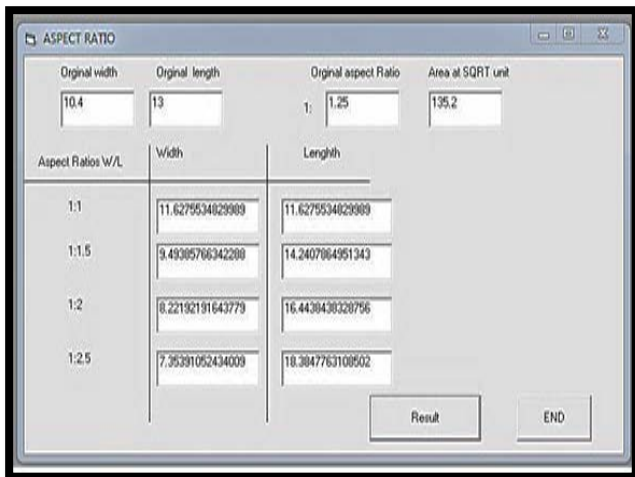 ASPECT RATIO
Orginal width Orginal length Orginal aspect Ratio Area at SQRT unit
10.4 13 1: 1.25 135.2
Aspect Ratios W/L Width Lenghth
1:1 11.6275534829989 11.6275534829989
1:1.5 9.49385766342288 14.2407864951343
1:2 8.22192191643779 16.4438438328756
1:2.5 7.35391052434009 18.3847763108502
Result END